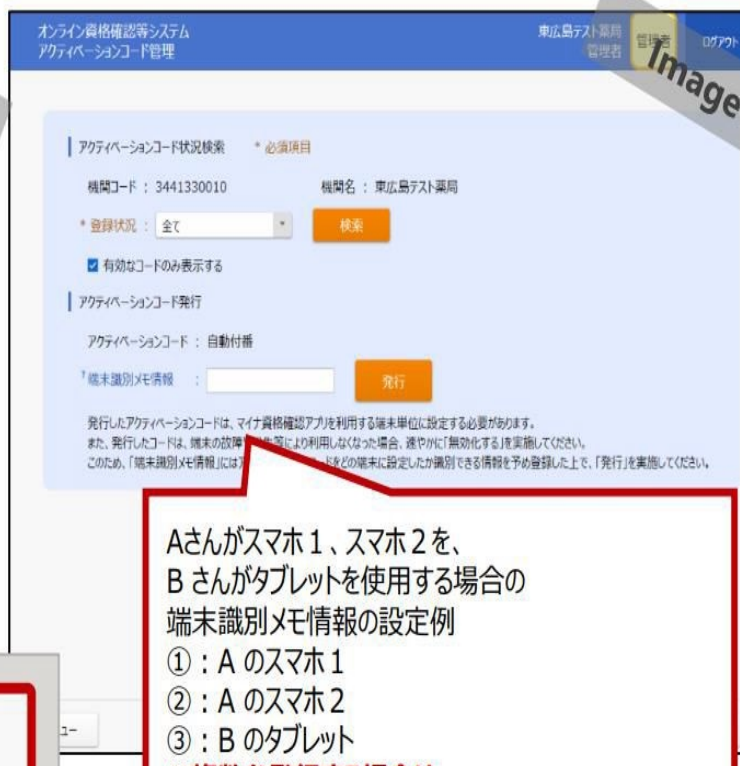 オンライン資格確認等システム
アクティベーションコード管理
東広島テスト薬局
管理者
管理者
ログアウト
Image
アクティベーションコード状況検索 * 必須項目
機関コード : 3441330010 機関名 : 東広島テスト薬局
* 登録状況 : 全て 検索
有効なコードのみ表示する
アクティベーションコード発行
アクティベーションコード : 自動付番
端末識別メモ情報 : 発行
発行したアクティベーションコードは、マイナ資格確認アプリを利用する端末単位に設定する必要があります。
また、発行したコードは、端末の故障 等により利用しなくなった場合、速やかに「無効化する」を実施してください。
このため、「端末識別メモ情報」には コードをどの端末に設定したか識別できる情報を予め登録した上で、「発行」を実施してください。
Aさんがスマホ1、スマホ2を、
Bさんがタブレットを使用する場合の
端末識別メモ情報の設定例
①：Aのスマホ1
②：Aのスマホ2
③：Bのタブレット
ュー